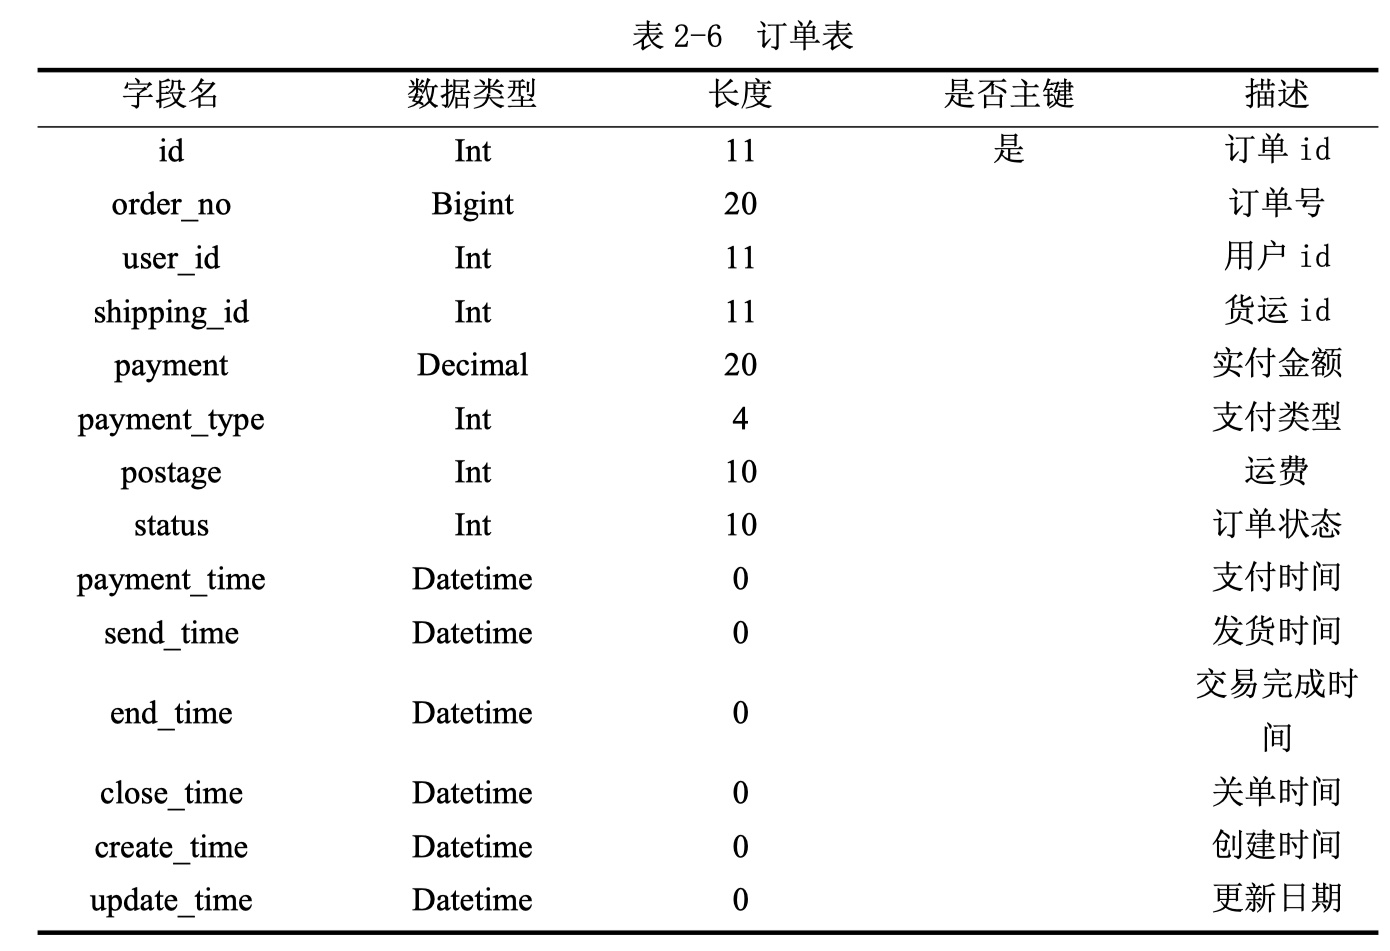 表 2-6 订单表
字段名 数据类型 长度 是否主键 描述
id Int 11 是 订单 id
order_no Bigint 20 订单号
user_id Int 11 用户 id
shipping_id Int 11 货运 id
payment Decimal 20 实付金额
payment_type Int 4 支付类型
postage Int 10 运费
status Int 10 订单状态
payment_time Datetime 0 支付时间
send_time Datetime 0 发货时间
end_time Datetime 0 交易完成时
间
close_time Datetime 0 关单时间
create_time Datetime 0 创建时间
update_time Datetime 0 更新日期